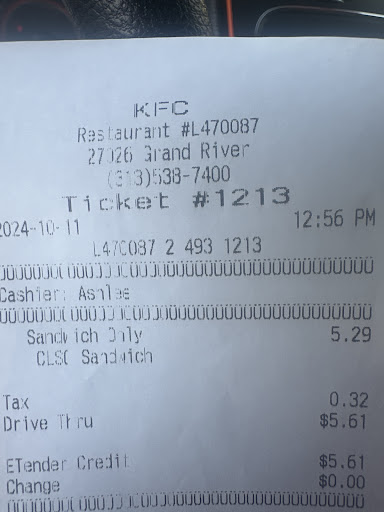 KFC
Restaurant #L470087
27026 Grand River
(313)538-7400
Ticket #1213
2024-10-11 12:56 PM
L470087 2 493 1213
Cashier: Ashlee
Sandwich Only 5.29
CLSC Sandwich
Tax 0.32
Drive Thru $5.61
ETender Credit $5.61
Change $0.00